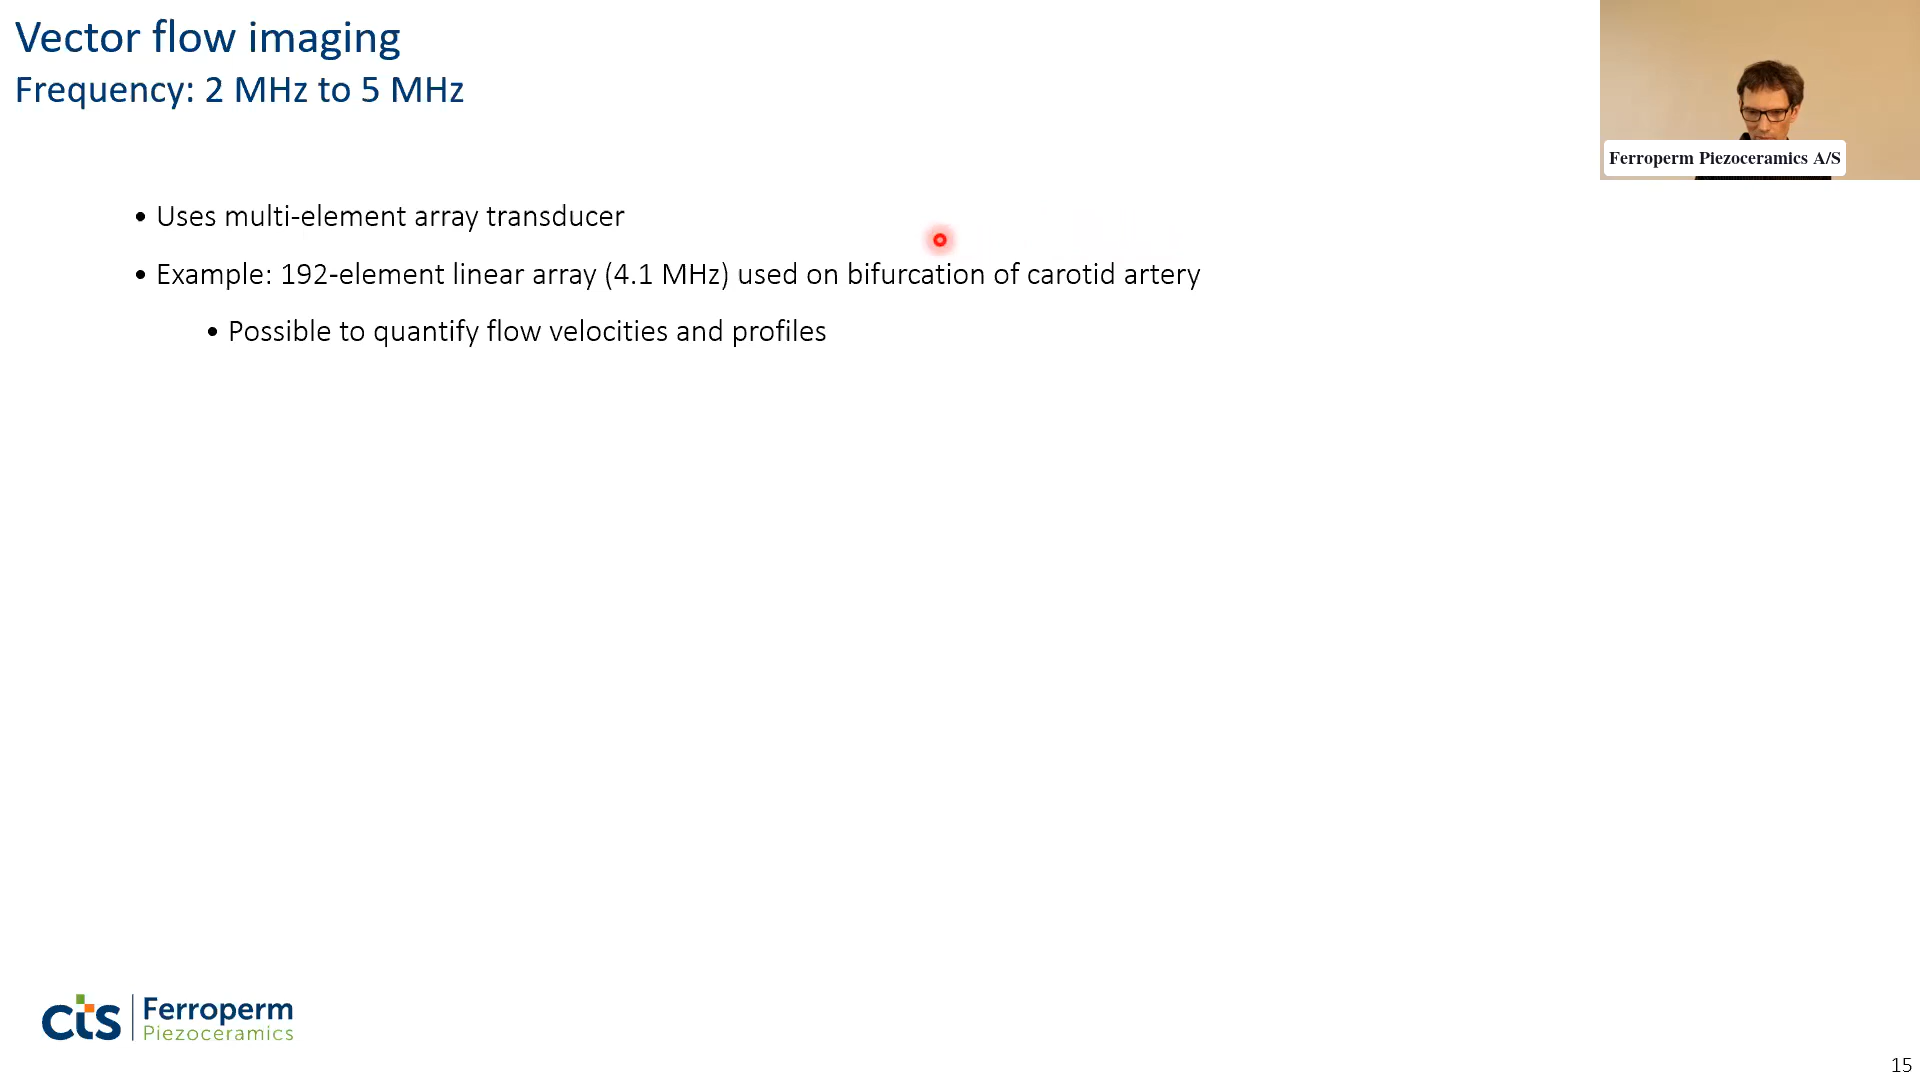 Vector flow imaging
Frequency: 2 MHz to 5 MHz
Ferroperm Piezoceramics A/S
• Uses multi-element array transducer
• Example: 192-element linear array (4.1 MHz) used on bifurcation of carotid artery
• Possible to quantify flow velocities and profiles
cts
Ferroperm
Piezoceramics
15